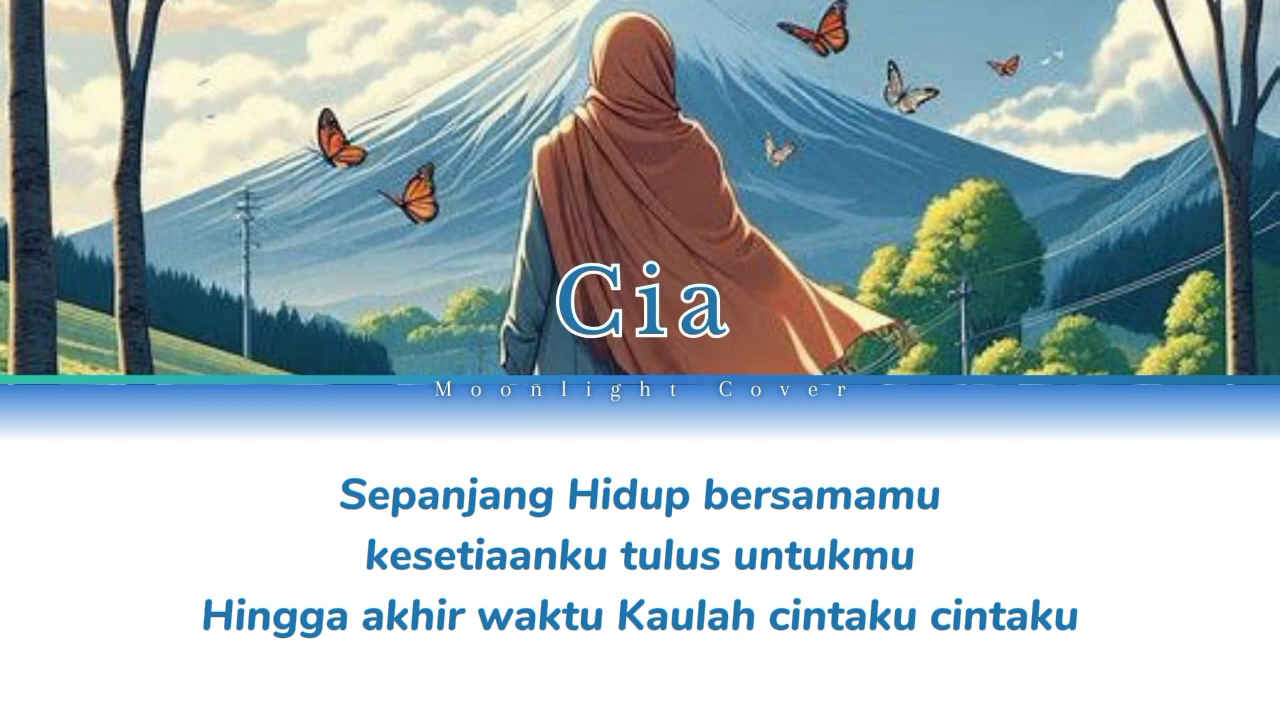 Cia
Moonlight Cover
Sepanjang Hidup bersamamu
kesetiaanku tulus untukmu
Hingga akhir waktu Kaulah cintaku cintaku